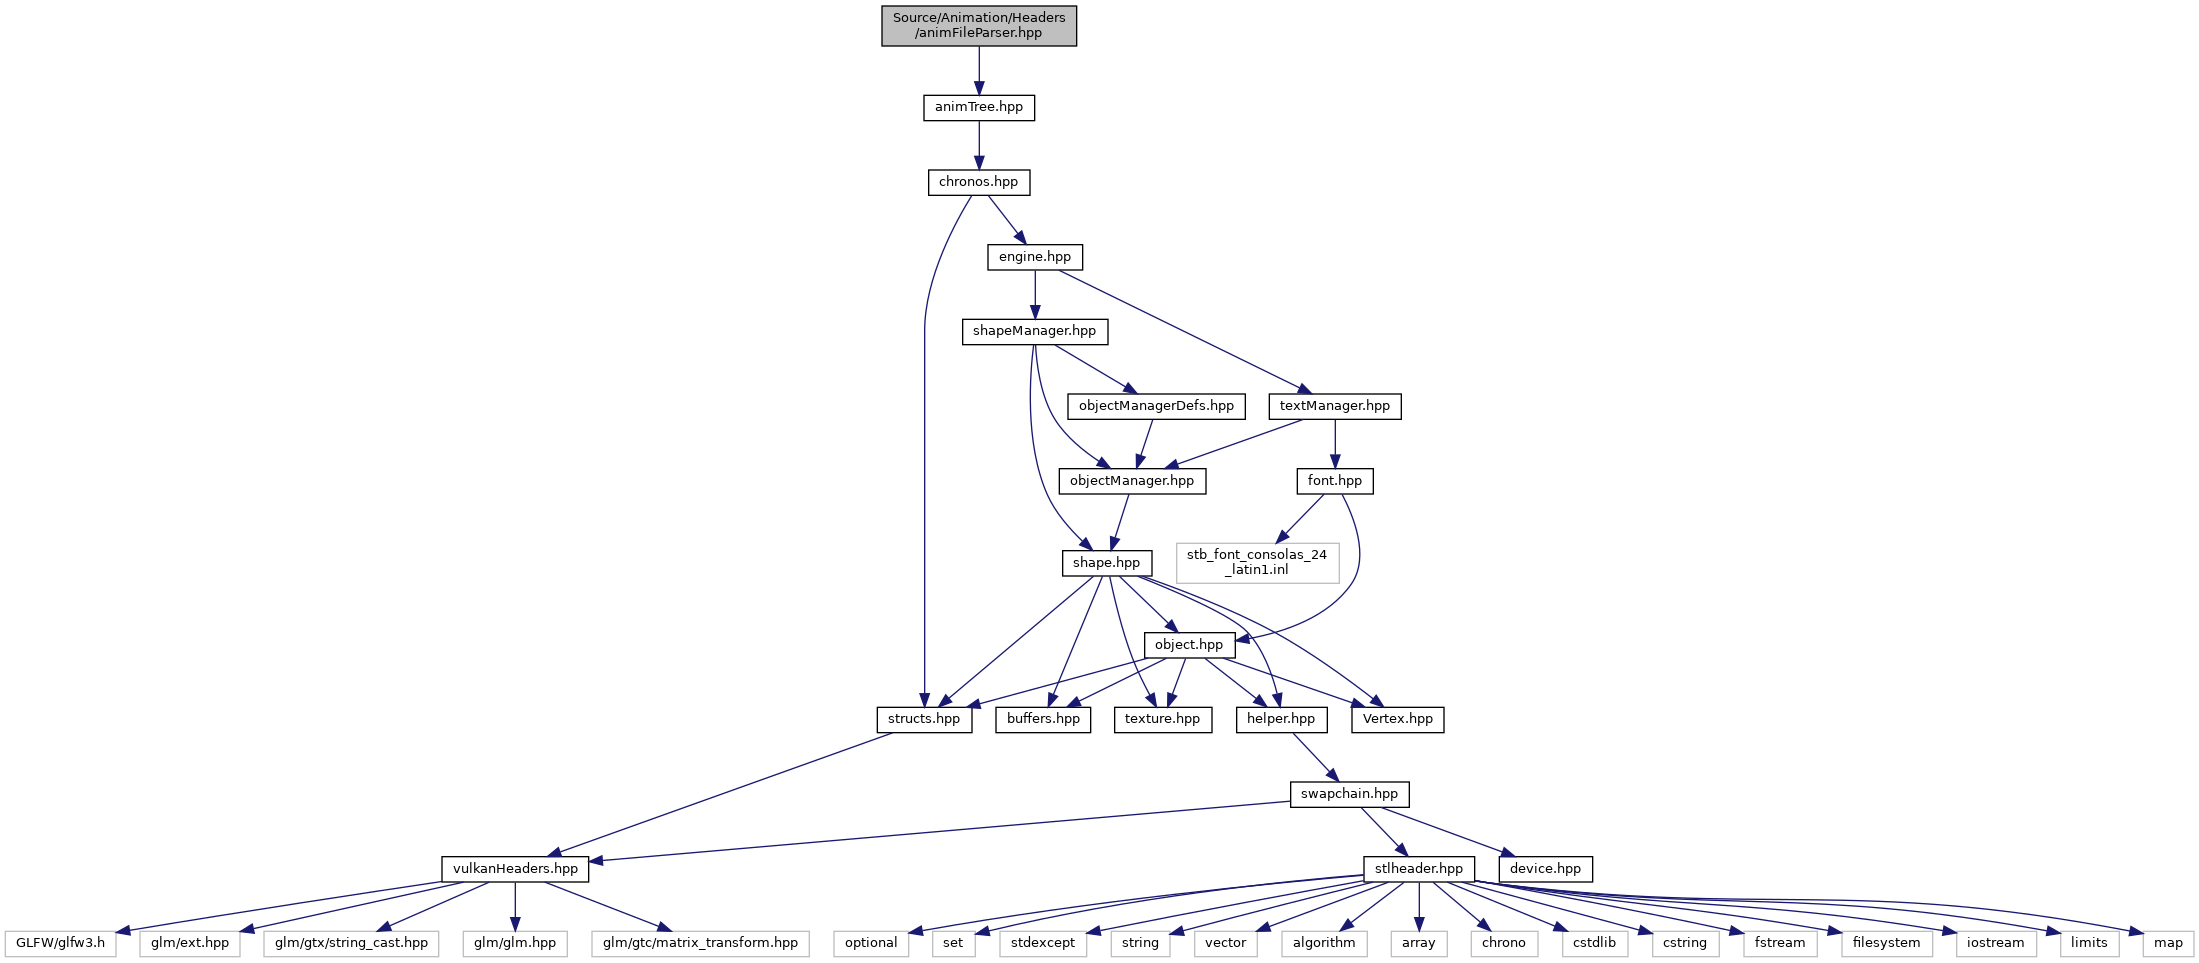 Source/Animation/Headers
/animFileParser.hpp
animTree.hpp
chronos.hpp
engine.hpp
shapeManager.hpp
objectManagerDefs.hpp
textManager.hpp
objectManager.hpp
font.hpp
shape.hpp
stb_font_consolas_24
_latin1.inl
object.hpp
structs.hpp
buffers.hpp
texture.hpp
helper.hpp
Vertex.hpp
swapchain.hpp
vulkanHeaders.hpp
stlheader.hpp
device.hpp
GLFW/glfw3.h
glm/ext.hpp
glm/gtx/string_cast.hpp
glm/glm.hpp
glm/gtc/matrix_transform.hpp
optional
set
stdexcept
string
vector
algorithm
array
chrono
cstdlib
cstring
fstream
filesystem
iostream
limits
map